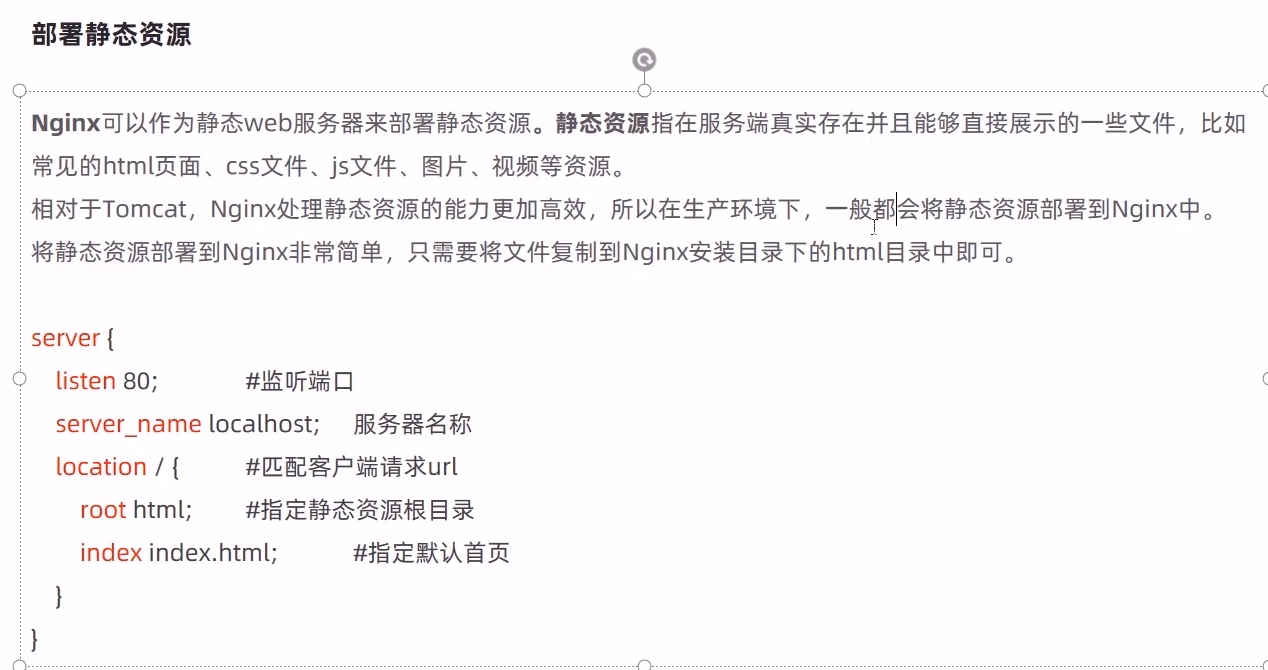 部署静态资源
Nginx可以作为静态web服务器来部署静态资源。静态资源指在服务端真实存在并且能够直接展示的一些文件，比如
常见的html页面、css文件、js文件、图片、视频等资源。
相对于Tomcat，Nginx处理静态资源的能力更加高效，所以在生产环境下，一般都会将静态资源部署到Nginx中。
将静态资源部署到Nginx非常简单，只需要将文件复制到Nginx安装目录下的html目录中即可。
server {
listen 80; #监听端口
server_name localhost; 服务器名称
location / { #匹配客户端请求url
root html; #指定静态资源根目录
index index.html; #指定默认首页
}
}